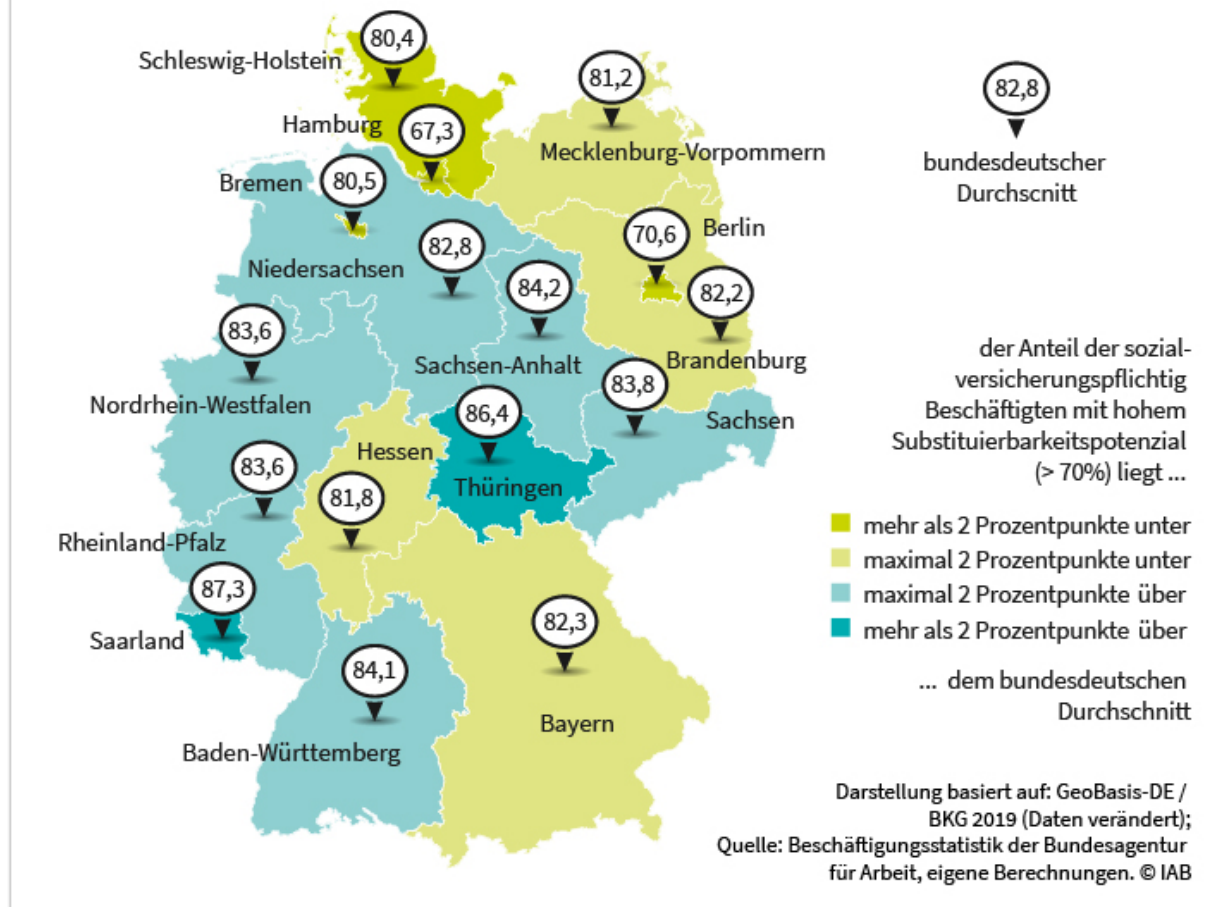 80,4
Schleswig-Holstein
81,2
82,8
Hamburg
67,3
Mecklenburg-Vorpommern
bundesdeutscher
Durchscnitt
Bremen
80,5
Berlin
70,6
82,8
Niedersachsen
84,2
82,2
83,6
Sachsen-Anhalt
Brandenburg
83,8
Nordrhein-Westfalen
86,4
Sachsen
Hessen
83,6
81,8
Thüringen
Rheinland-Pfalz
87,3
Saarland
82,3
84,1
Bayern
Baden-Württemberg
der Anteil der sozial-
versicherungspflichtig
Beschäftigten mit hohem
Substituierbarkeitspotenzial
(> 70%) liegt ...
mehr als 2 Prozentpunkte unter
maximal 2 Prozentpunkte unter
maximal 2 Prozentpunkte über
mehr als 2 Prozentpunkte über
... dem bundesdeutschen
Durchschnitt
Darstellung basiert auf: GeoBasis-DE /
BKG 2019 (Daten verändert);
Quelle: Beschäftigungsstatistik der Bundesagentur
für Arbeit, eigene Berechnungen. © IAB